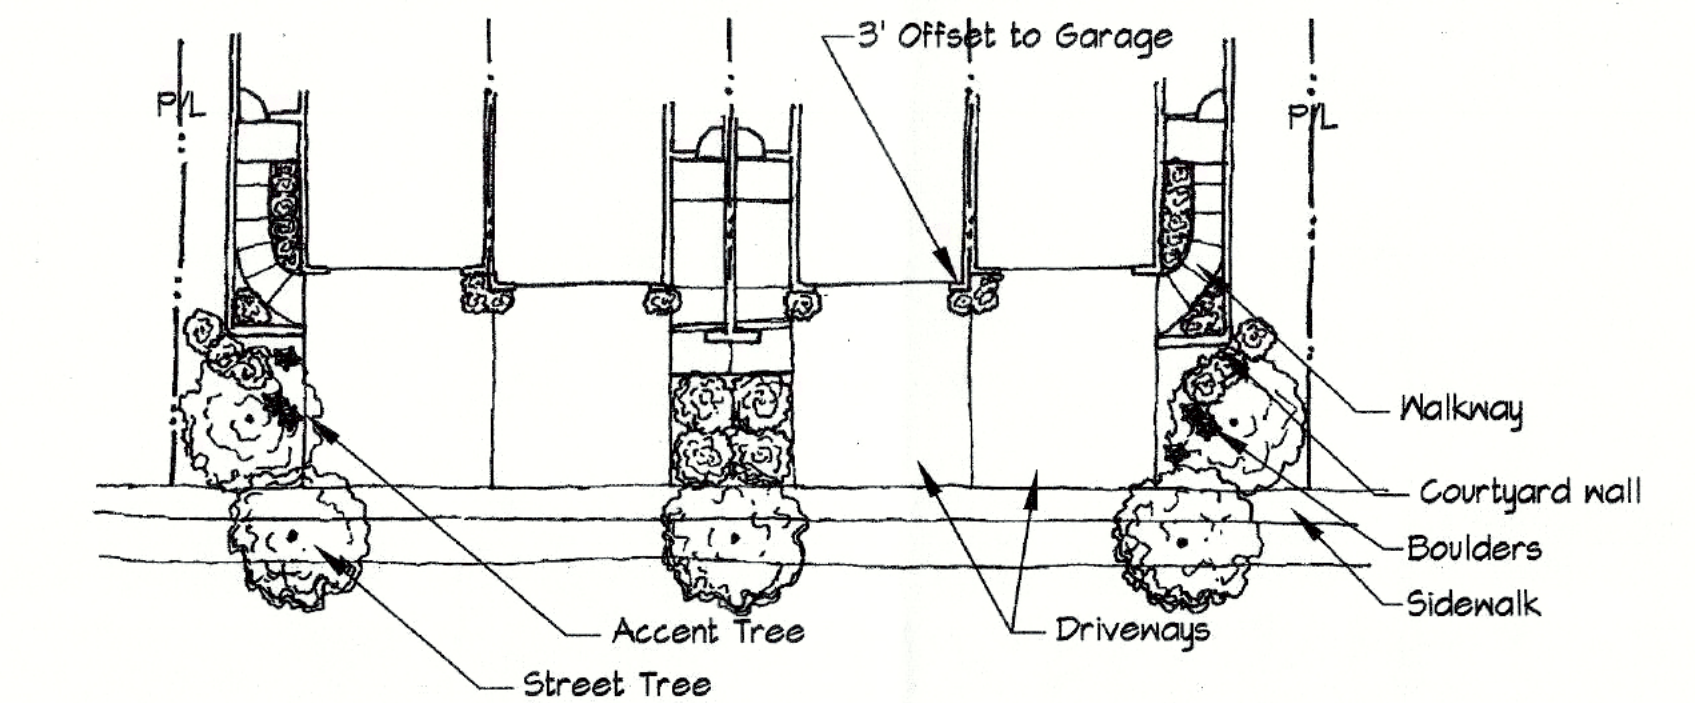 3' Offset to Garage
P/L
P/L
Walkway
Courtyard wall
Boulders
Sidewalk
Accent Tree
Driveways
Street Tree